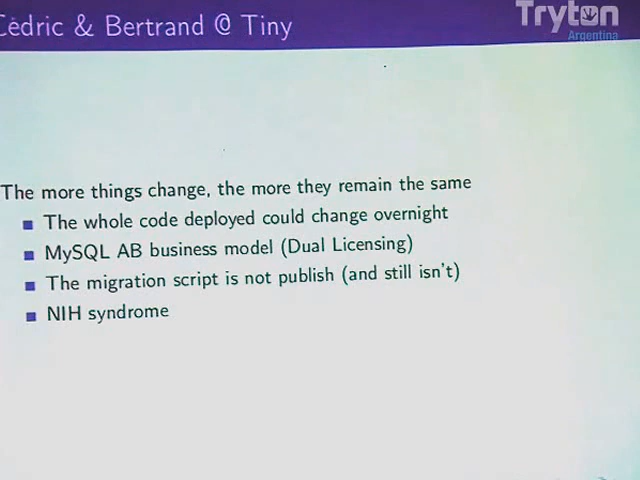 Cédric & Bertrand @ Tiny
Tryton
Argentina
The more things change, the more they remain the same
The whole code deployed could change overnight
MySQL AB business model (Dual Licensing)
The migration script is not publish (and still isn't)
NIH syndrome